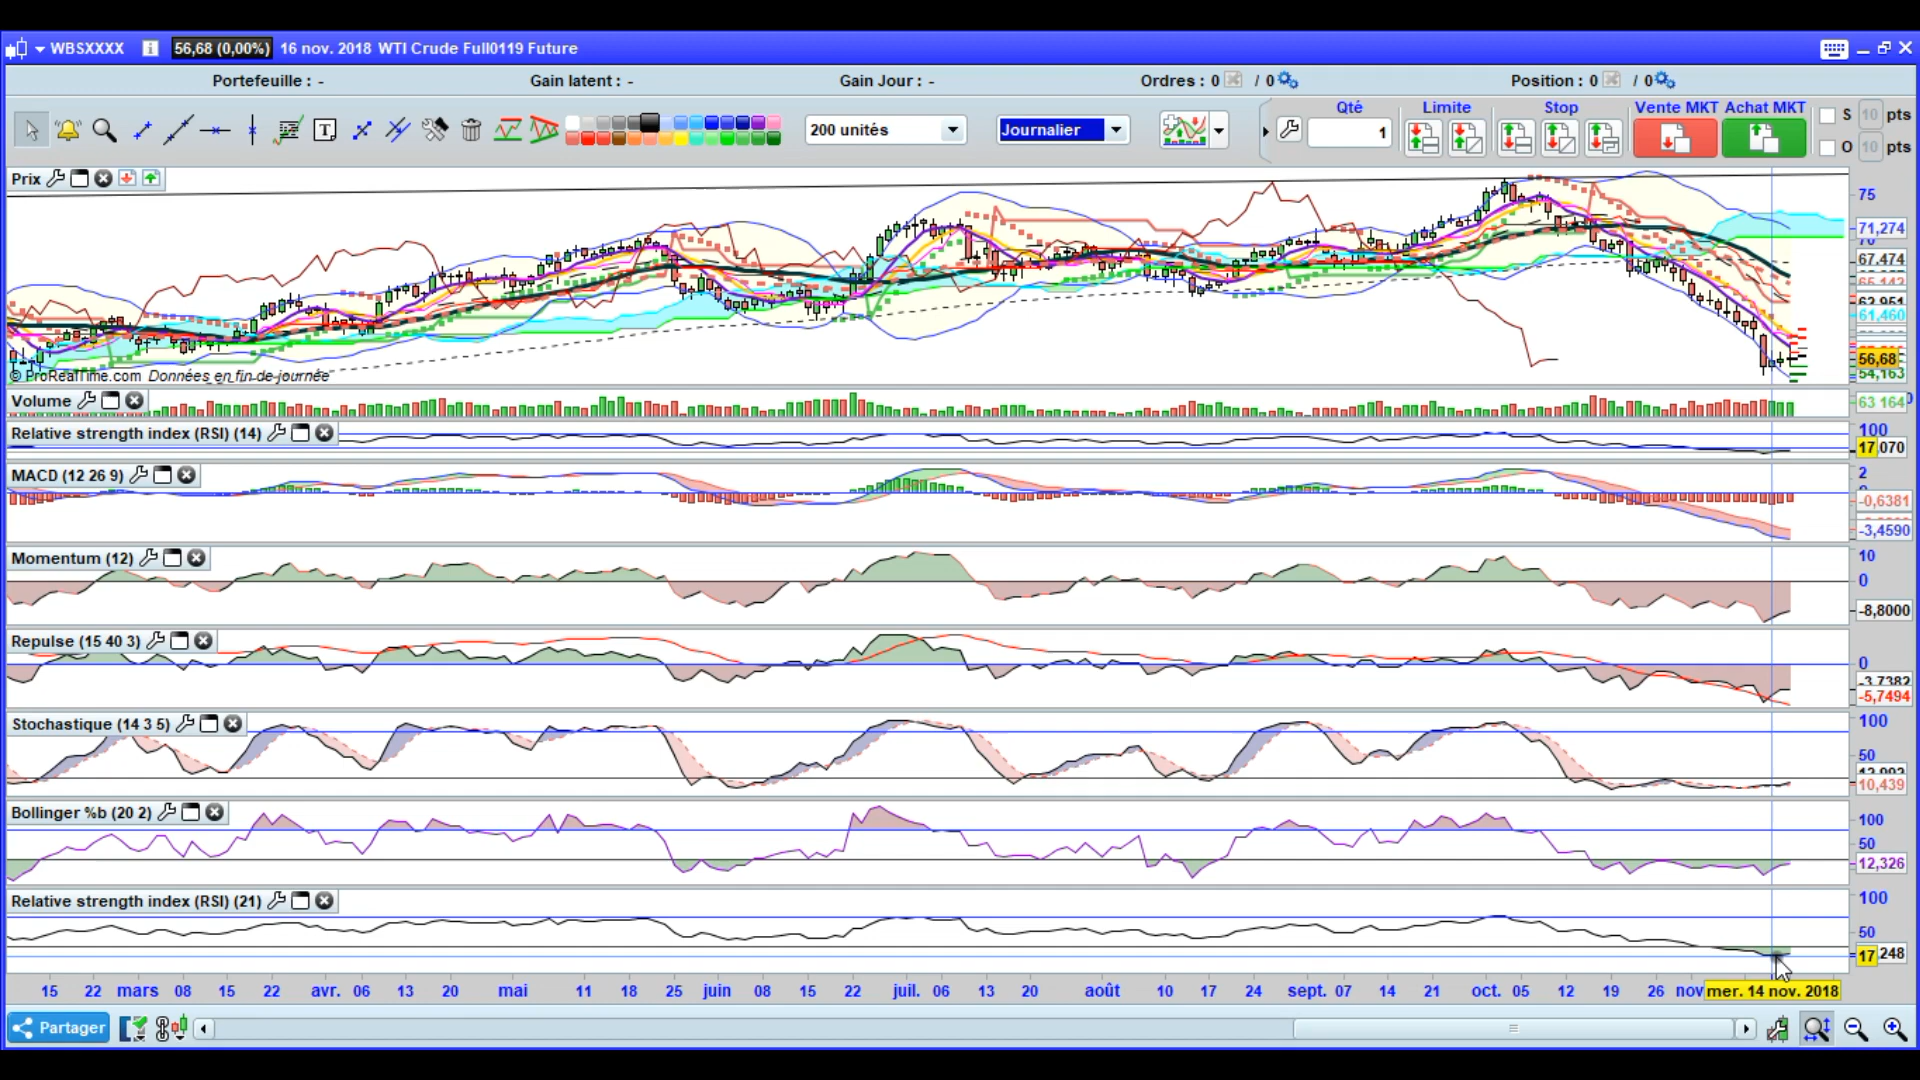 WBSXXXX 56,68 (0,00%) 16 nov. 2018 WTI Crude Full0119 Future
Portefeuille : - Gain latent : - Gain Jour : - Ordres : 0 / 0 Position : 0 / 0
200 unités Journalier Qté 1 Limite Stop Vente MKT Achat MKT S 10 pts
O 10 pts
Prix
75
71,274
67,474
61,460
56,68
54,163
© ProRealTime.com Données en fin de journée
Volume
63 164
Relative strength index (RSI) (14)
100
17,070
MACD (12 26 9)
2
-0,6381
-3,4590
Momentum (12)
10
0
-8,8000
Repulse (15 40 3)
0
-3,7382
-5,7494
Stochastique (14 3 5)
100
50
10,439
Bollinger %b (20 2)
100
50
12,326
Relative strength index (RSI) (21)
100
50
17,248
15 22 mars 08 15 22 avr. 06 13 20 mai 11 18 25 juin 08 15 22 juil. 06 13 20 août 10 17 24 sept. 07 14 21 oct. 05 12 19 26 nov mer. 14 nov. 2018
Partager